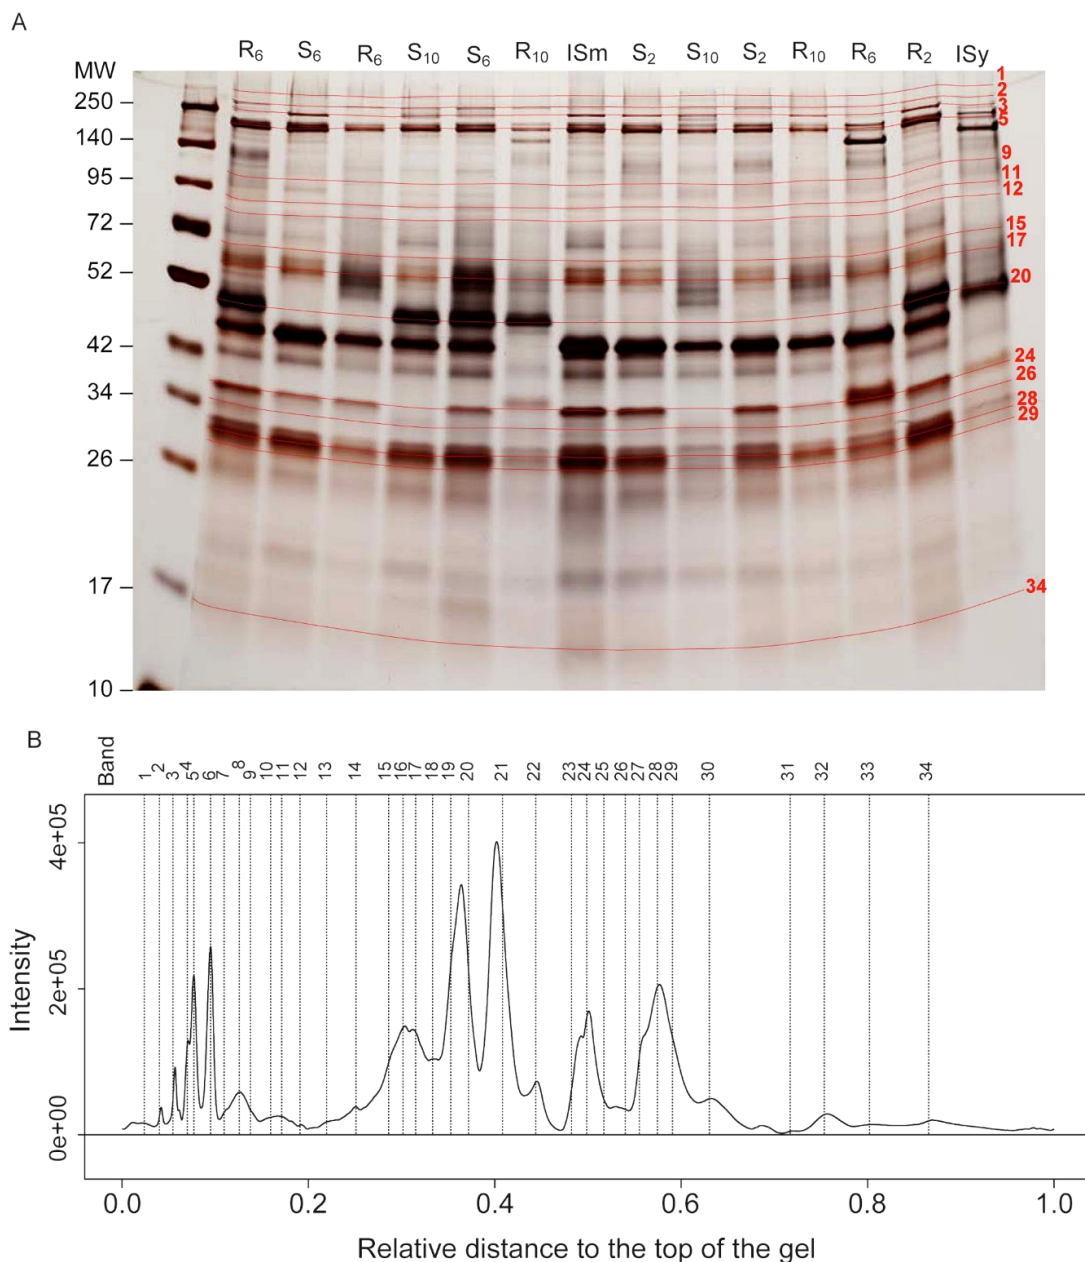 A
R₆ S₆ R₆ S₁₀ S₆ R₁₀ ISm S₂ S₁₀ S₂ R₁₀ R₆ R₂ ISy
MW
250
140
95
72
52
42
34
26
17
10
1
2
3
5
9
11
12
15
17
20
24
26
28
29
34
B
Band
1 2 3 4 5 6 7 8 9 10 11 12 13 14 15 16 17 18 19 20 21 22 23 24 25 26 27 28 29 30 31 32 33 34
Intensity
4e+05
2e+05
0e+00
0.0 0.2 0.4 0.6 0.8 1.0
Relative distance to the top of the gel